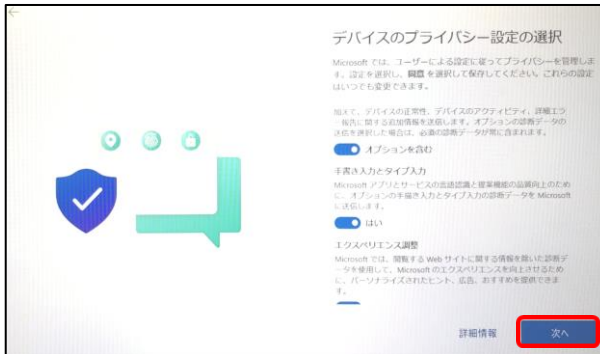 デバイスのプライバシー設定の選択
Microsoft では、ユーザーによる設定に従ってプライバシーを管理しま
す。設定を選択し、同意 を選択して保存してください。これらの設定
はいつでも変更できます。
加えて、デバイスの正常性、デバイスのアクティビティ、詳細エラ
ー報告に関する追加情報を送信します。オプションの診断データの
送信を選択した場合は、必須の診断データが常に含まれます。
オプションを含む
手書き入力とタイプ入力
Microsoft アプリとサービスの言語認識と提案機能の品質向上のため
に、オプションの手書き入力とタイプ入力の診断データを Microsoft
に送信します。
はい
エクスペリエンス調整
Microsoft では、閲覧する Web サイトに関する情報を除いた診断デ
ータを使用して、Microsoft のエクスペリエンスを向上させるため
に、パーソナライズされたヒント、広告、おすすめを提供できま
す。
詳細情報
次へ